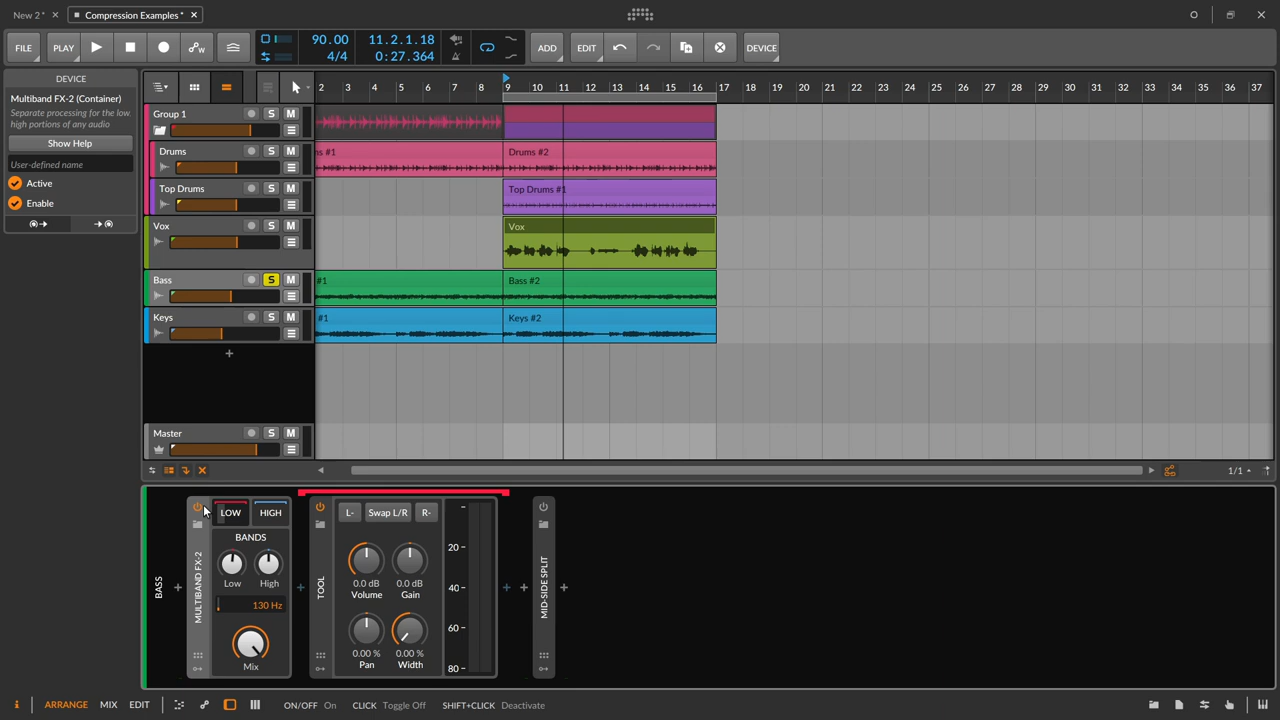 New 2*
Compression Examples*
FILE
PLAY
90.00
4/4
11.2.1.18
0:27.364
ADD
EDIT
DEVICE
DEVICE
Multiband FX-2 (Container)
Separate processing for the low,
high portions of any audio
Show Help
User-defined name
Active
Enable
2 3 4 5 6 7 8 9 10 11 12 13 14 15 16 17 18 19 20 21 22 23 24 25 26 27 28 29 30 31 32 33 34 35 36 37
Group 1 S M
Drums S M
ns #1
Drums #2
Top Drums S M
Top Drums #1
Vox S M
Vox
Bass S M
#1
Bass #2
Keys S M
#1
Keys #2
Master S M
1/1
BASS
MULTIBAND FX-2
LOW HIGH
BANDS
Low High
130 Hz
Mix
TOOL
L- Swap L/R R-
0.0 dB 0.0 dB
Volume Gain
0.00 % 0.00 %
Pan Width
20
40
60
80
MID-SIDE SPLIT
i ARRANGE MIX EDIT
ON/OFF On CLICK Toggle Off SHIFT+CLICK Deactivate